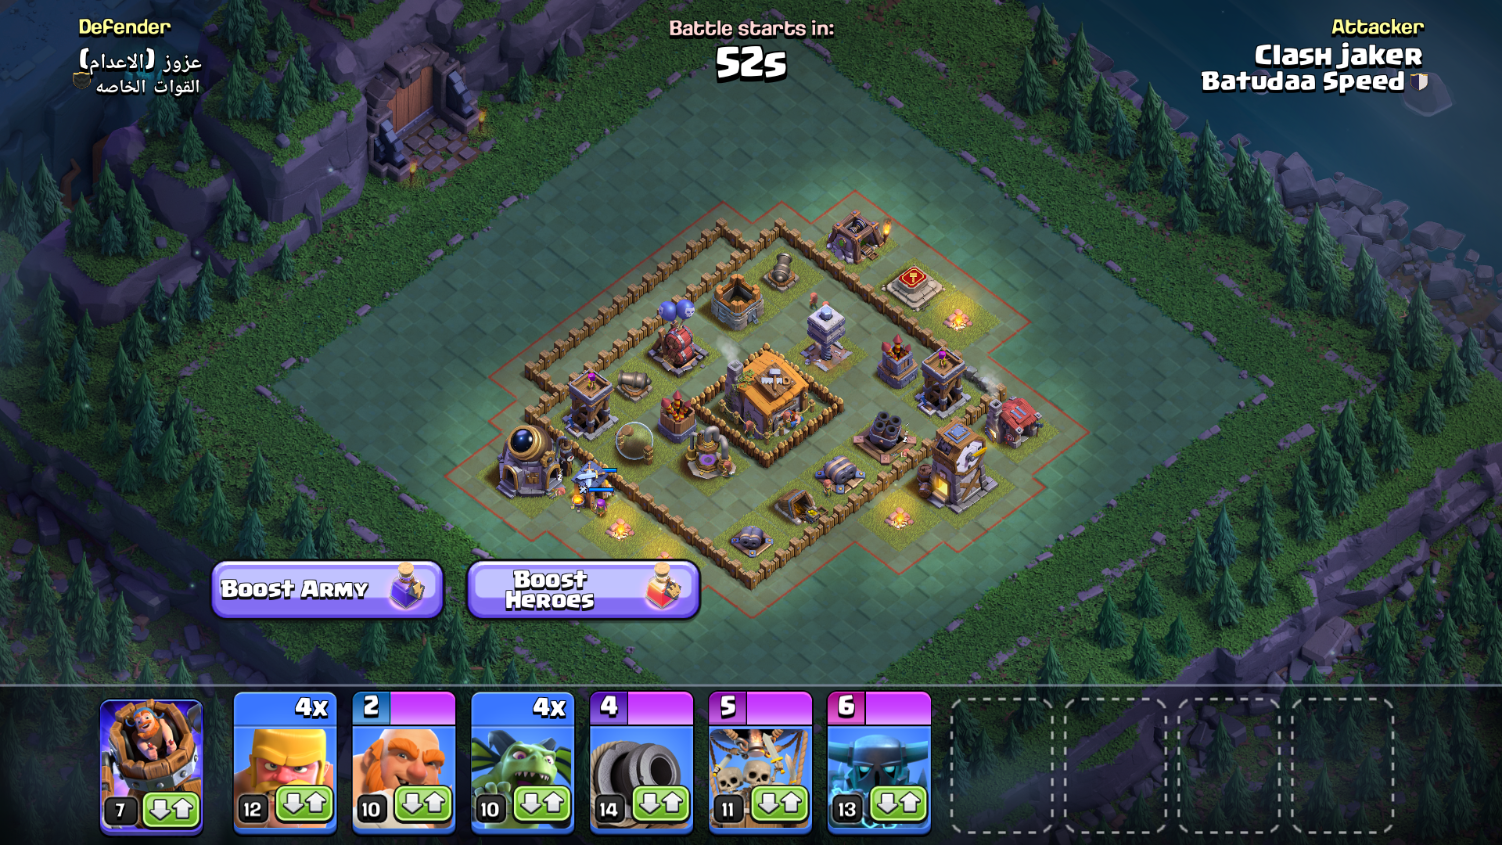 Defender
عزوز (الاعدام)
القوات الخاصه
Battle starts in:
52s
Attacker
Clash jaker
Batudaa Speed
Boost Army
Boost
Heroes
7
4x
12
2
10
4x
10
4
14
5
11
6
13